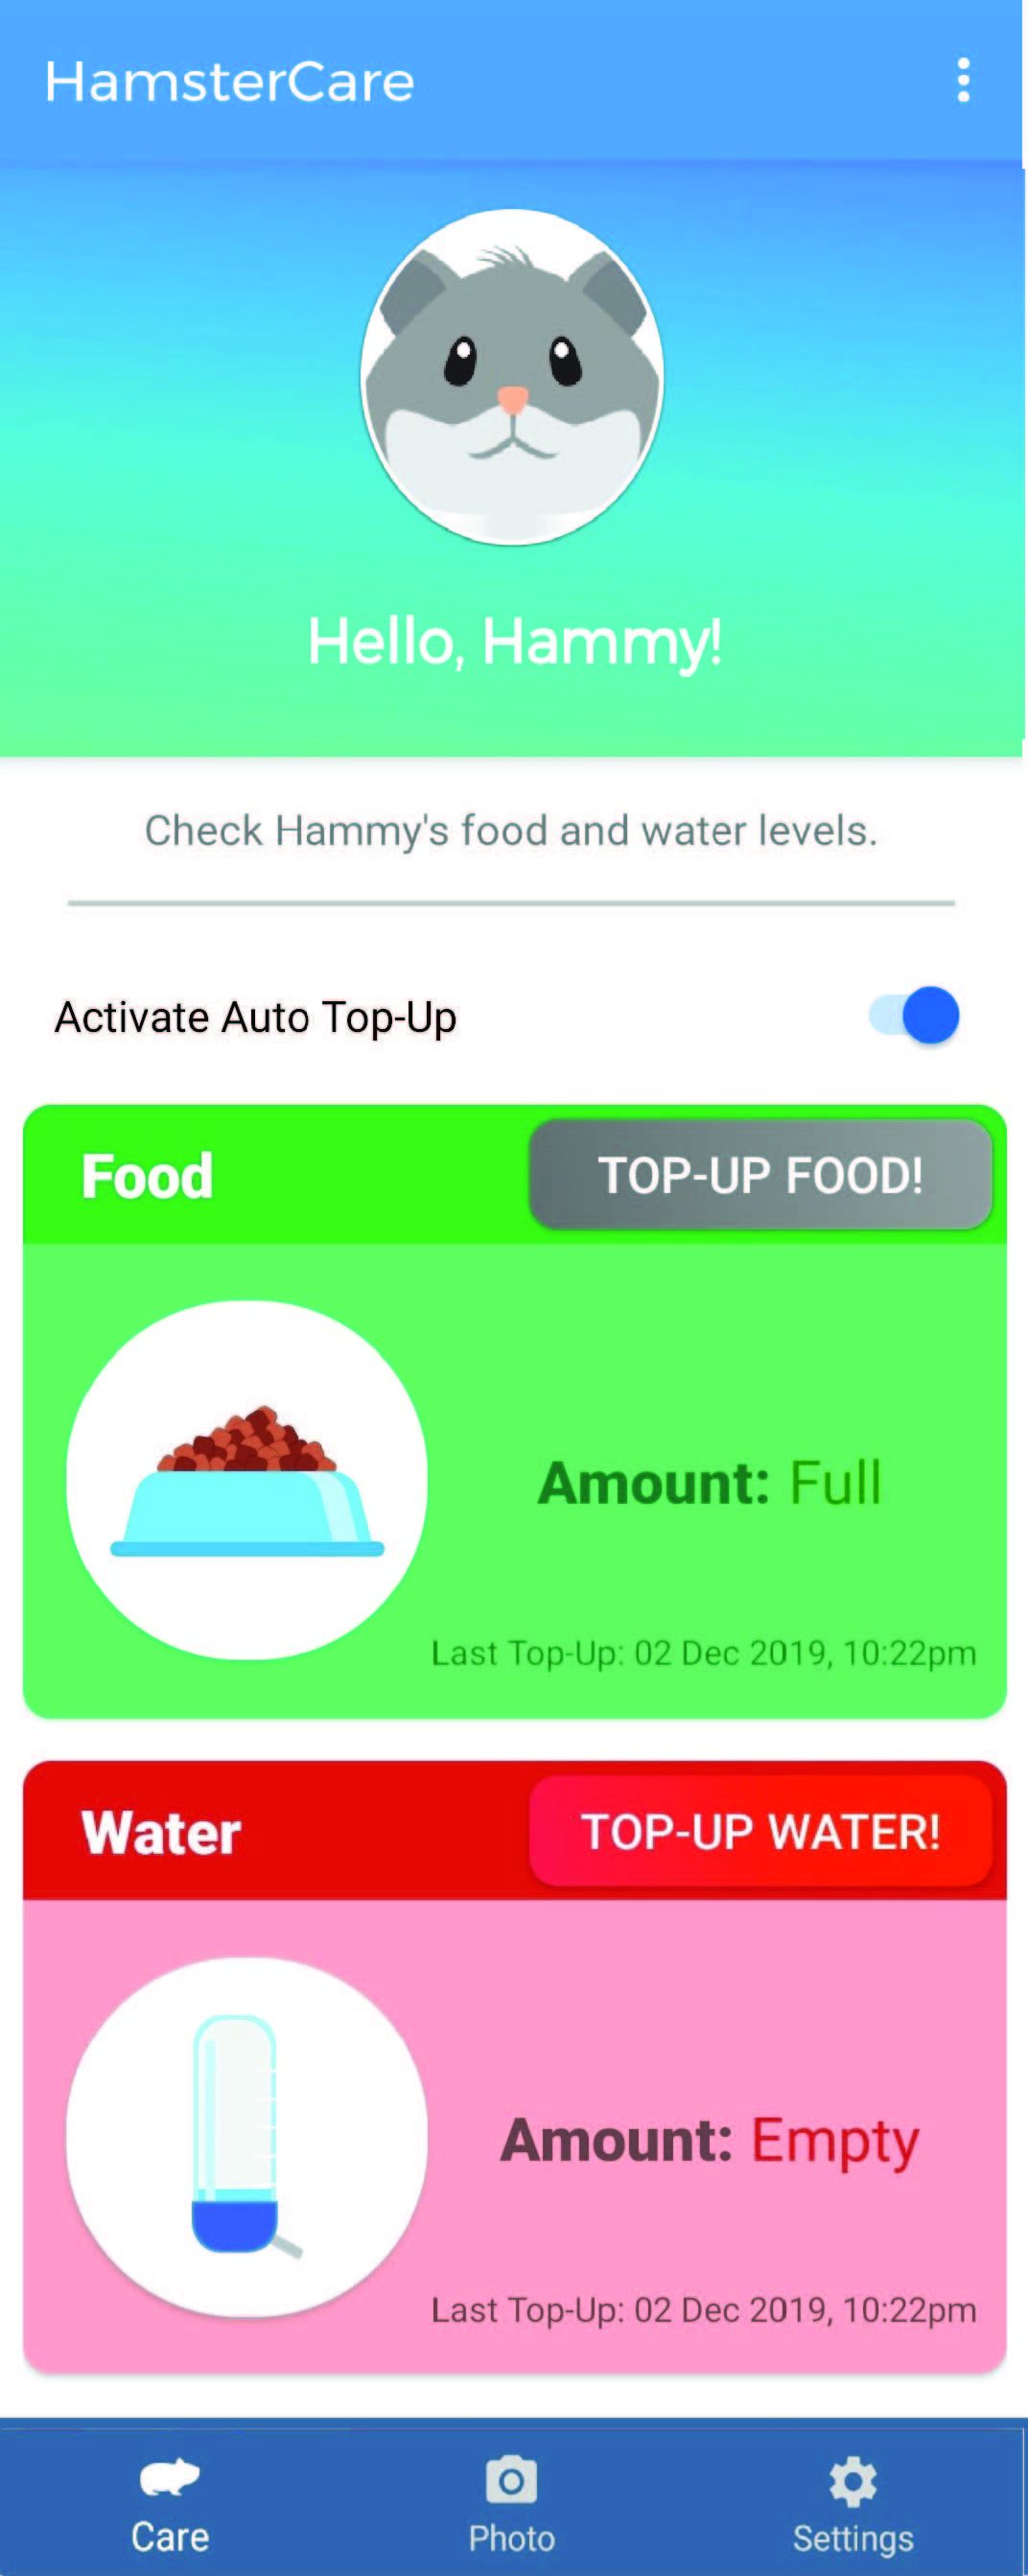 HamsterCare
Hello, Hammy!
Check Hammy's food and water levels.
Activate Auto Top-Up
Food
TOP-UP FOOD!
Amount: Full
Last Top-Up: 02 Dec 2019, 10:22pm
Water
TOP-UP WATER!
Amount: Empty
Last Top-Up: 02 Dec 2019, 10:22pm
Care
Photo
Settings